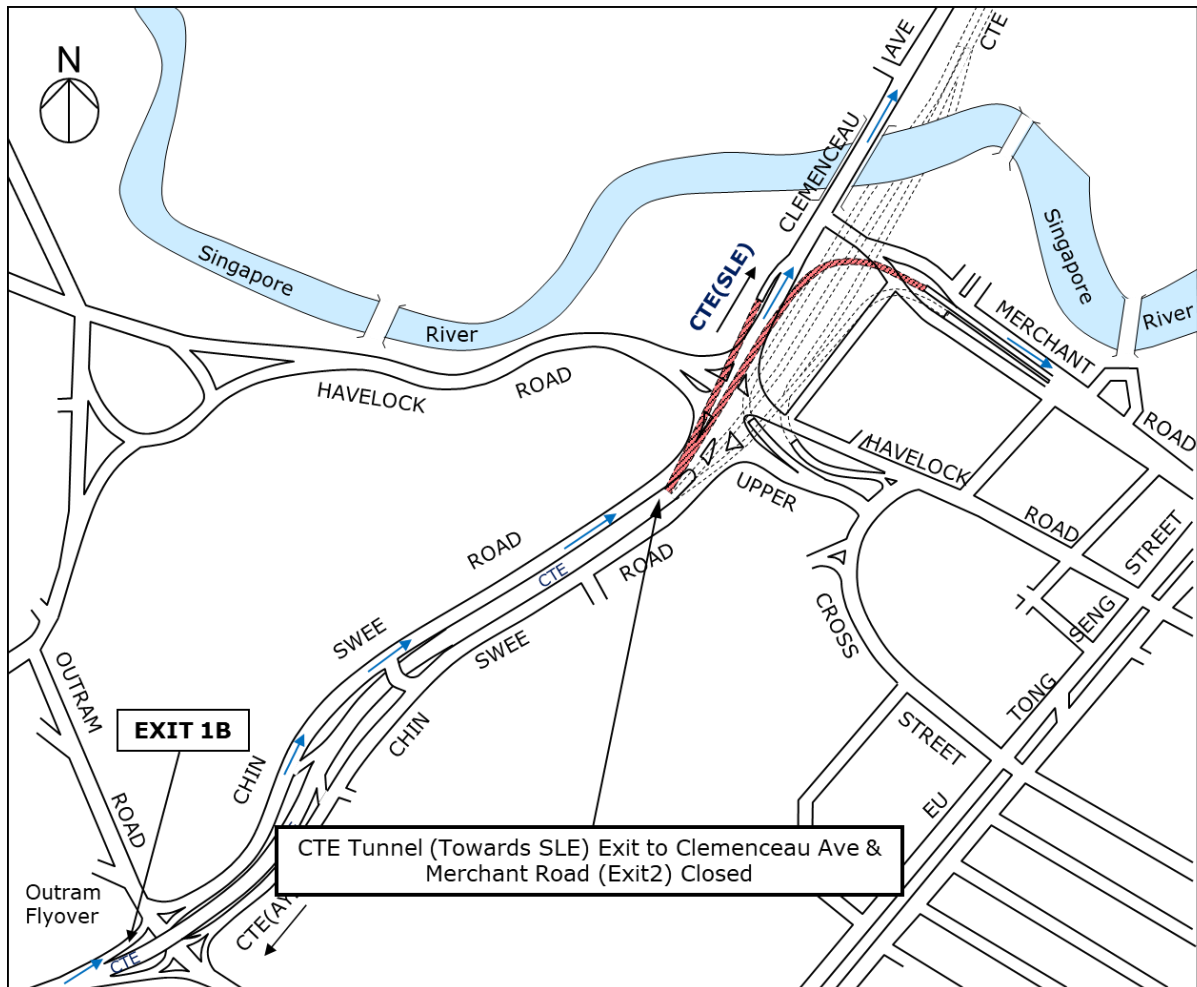 N
AVE
CTE
CLEMENCEAU
Singapore
River
CTE(SLE)
Singapore
River
MERCHANT
ROAD
HAVELOCK
ROAD
HAVELOCK
ROAD
UPPER
CROSS
STREET
STREET
SENG
TONG
EU
ROAD
CTE
ROAD
SWEE
SWEE
CHIN
CHIN
OUTRAM
ROAD
EXIT 1B
CTE Tunnel (Towards SLE) Exit to Clemenceau Ave &
Merchant Road (Exit2) Closed
Outram
Flyover
CTE